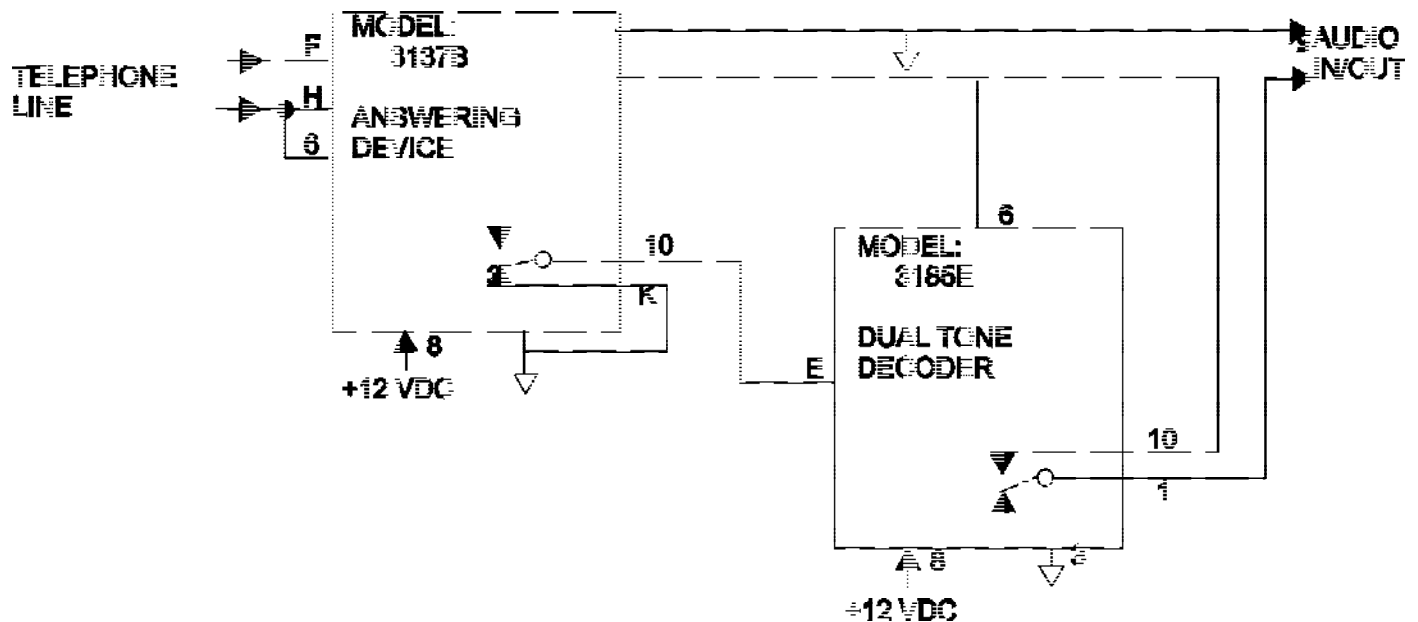 MODEL:
3137B
F
TELEPHONE
LINE
H
ANSWERING
DEVICE
6
AUDIO
IN/OUT
10
K
8
+12 VDC
6
MODEL:
DUAL TONE
DECODER
E
10
1
8
+12 VDC